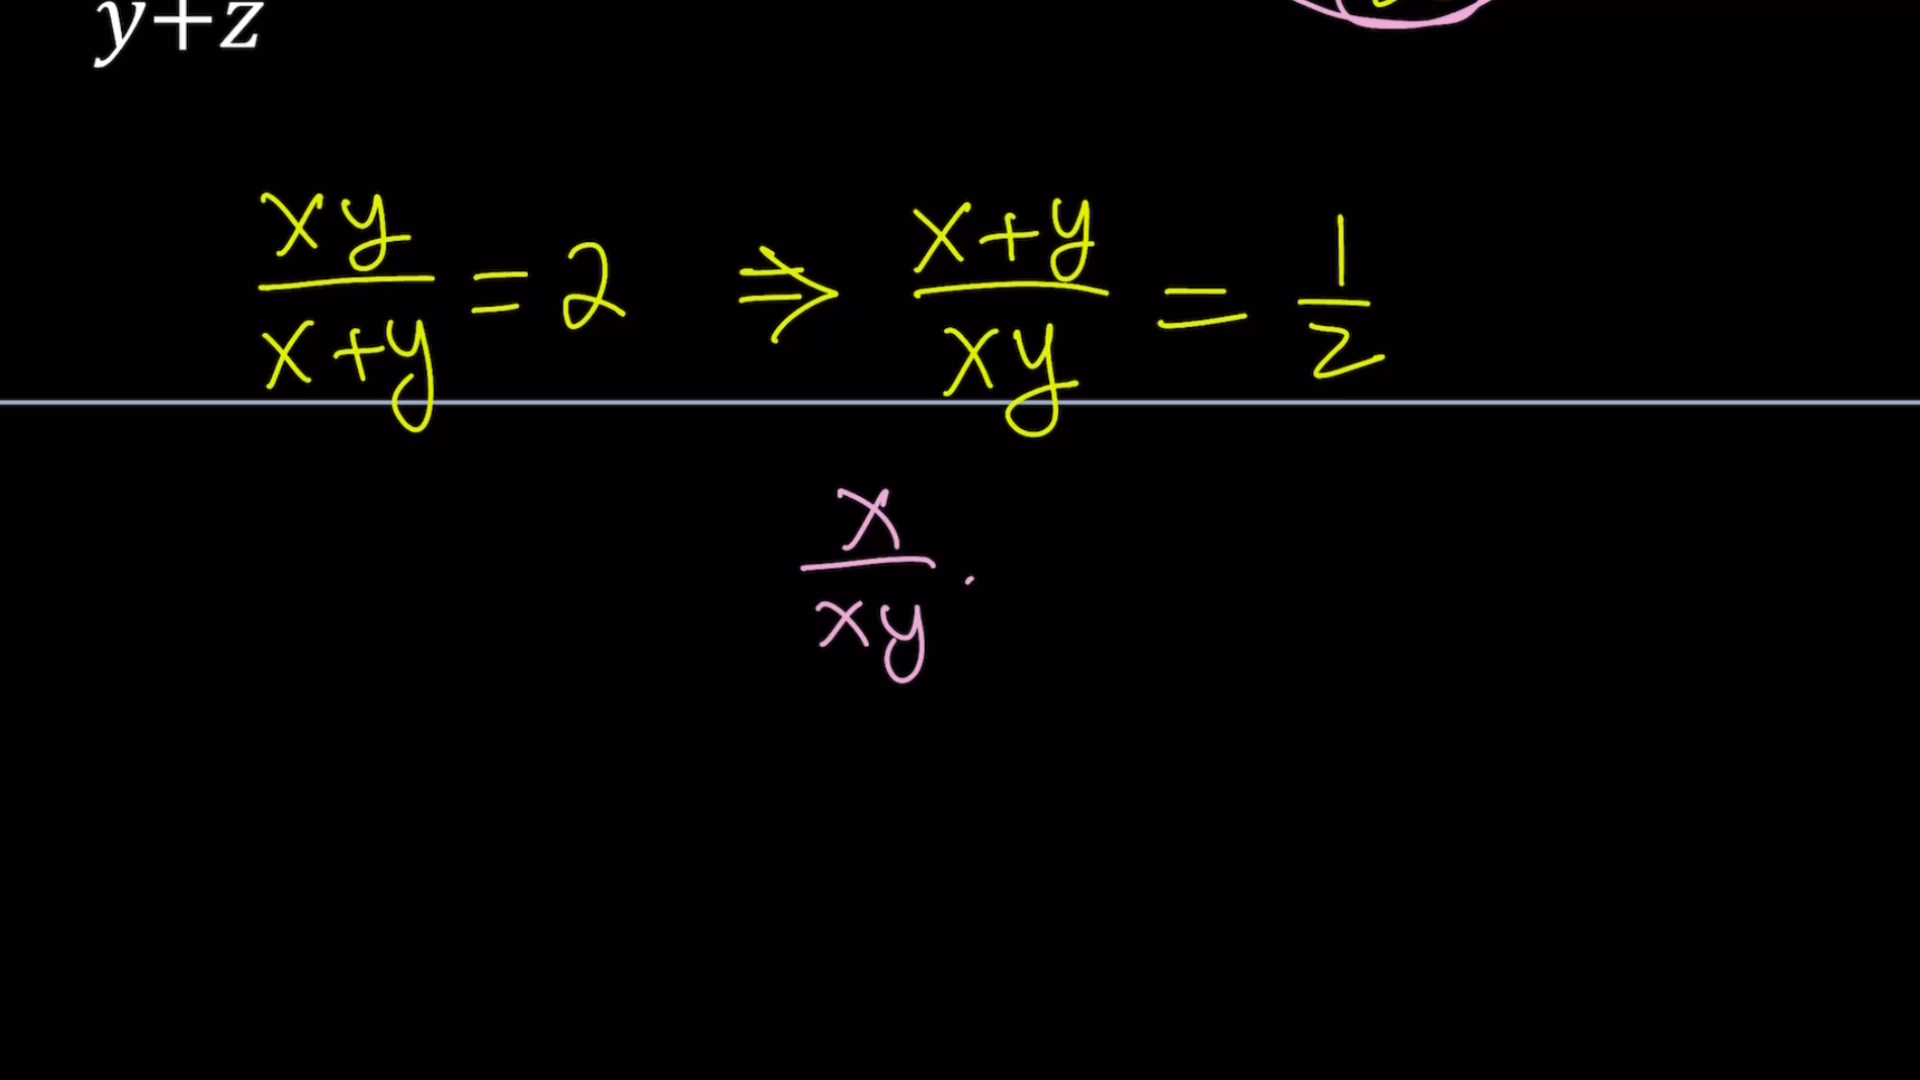 y+z
xy/x+y = 2 ⇒ x+y/xy = 1/2
x/xy